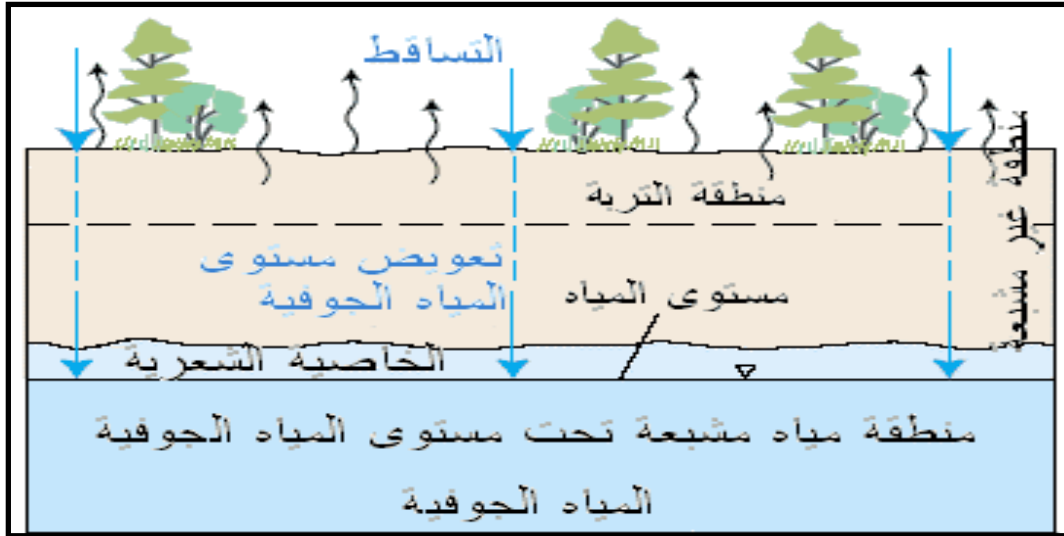 التساقط
منطقة التربة
تعويض مستوى
المياه الجوفية
مستوى المياه
الخاصية الشعرية
منطقة غير مشبعة
منطقة مياه مشبعة تحت مستوى المياه الجوفية
المياه الجوفية